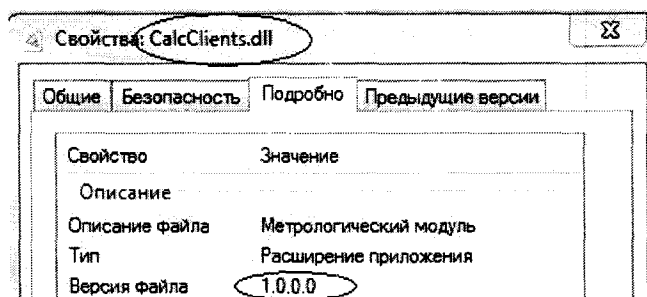 Свойства: CalcClients.dll
Общие Безопасность Подробно Предыдущие версии
Свойство Значение
Описание
Описание файла Метрологический модуль
Тип Расширение приложения
Версия файла 1.0.0.0